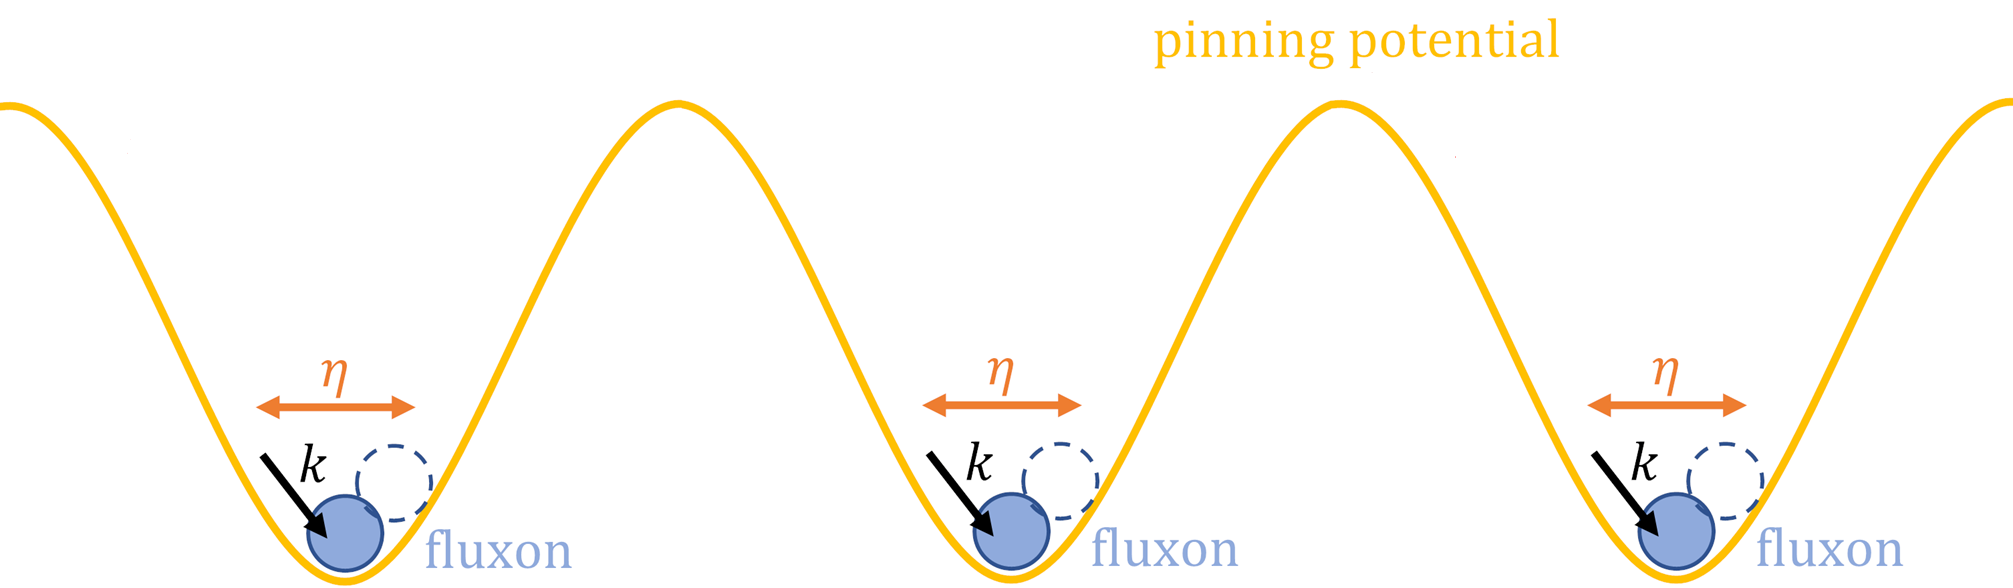 pinning potential
η
η
η
k
k
k
fluxon
fluxon
fluxon